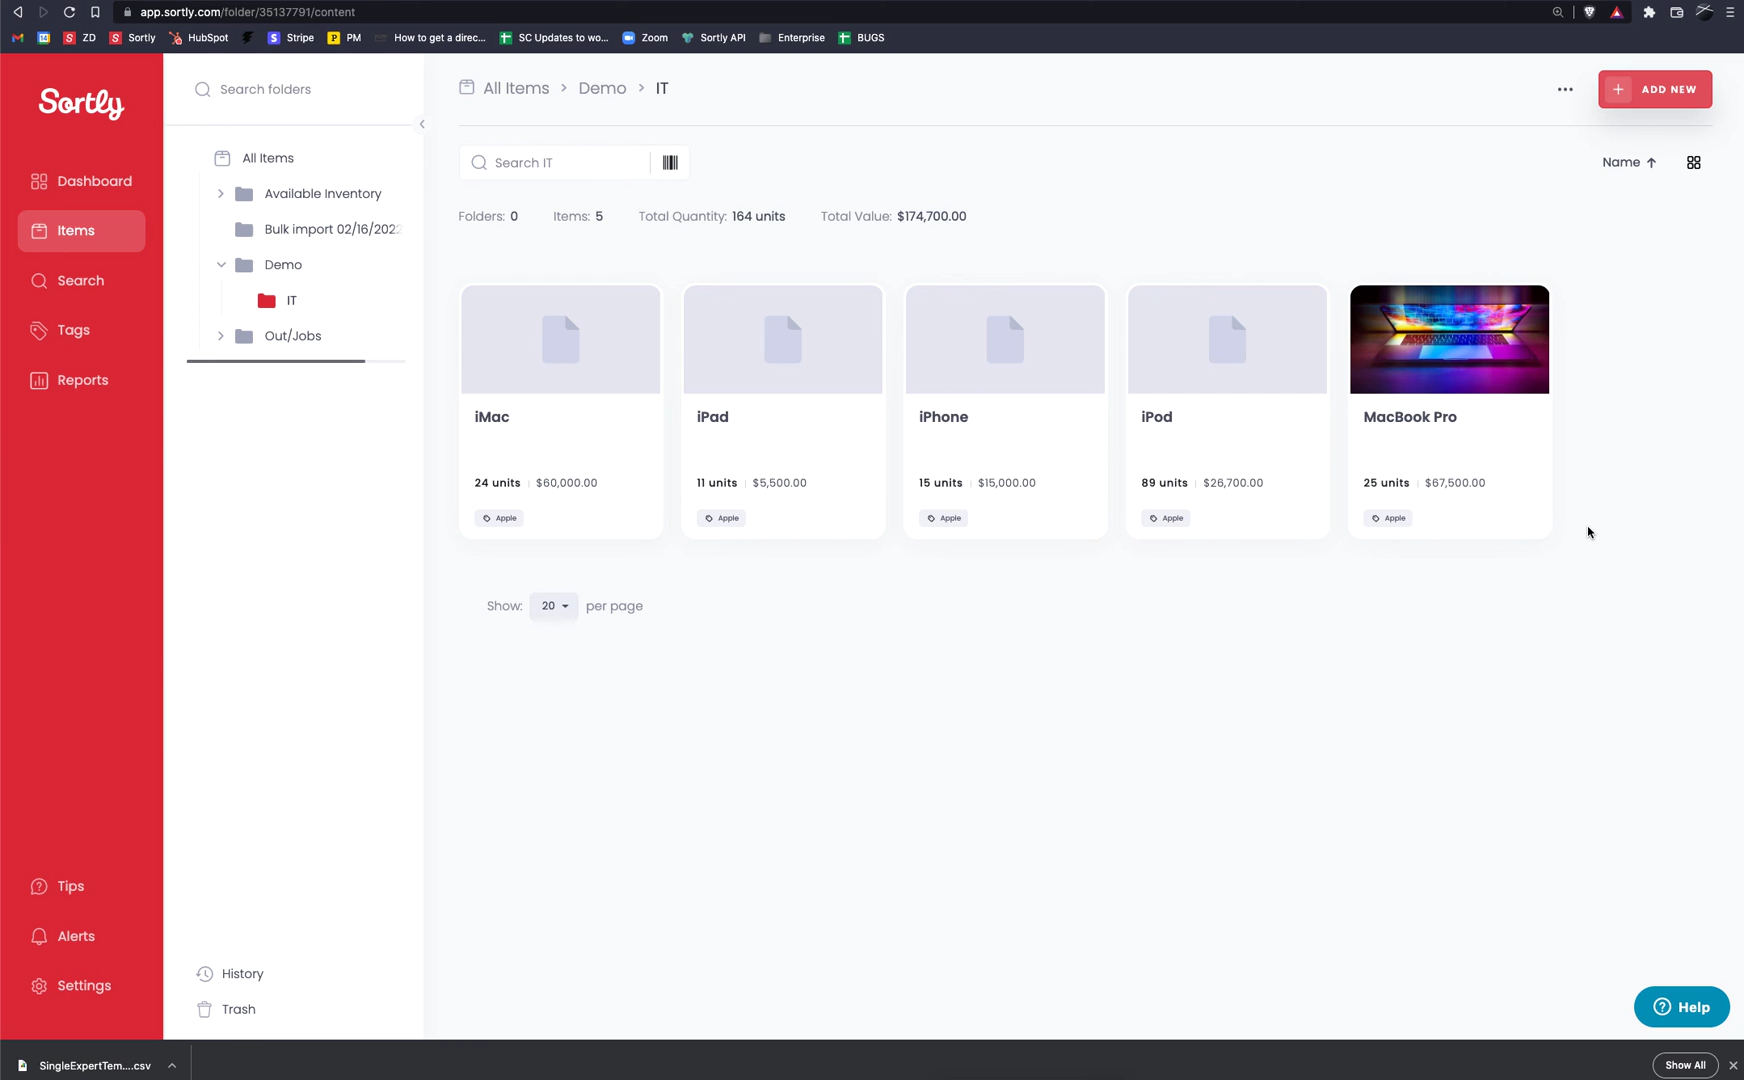 app.sortly.com/folder/35137791/content
ZD
Sortly
HubSpot
Stripe
P PM
How to get a direc...
SC Updates to wo...
Zoom
Sortly API
Enterprise
BUGS
Sortly
Dashboard
Items
Search
Tags
Reports
Tips
Alerts
Settings
Search folders
All Items
Available Inventory
Bulk import 02/16/2022
Demo
IT
Out/Jobs
History
Trash
All Items > Demo > IT
ADD NEW
Search IT
Name
Folders: 0 Items: 5 Total Quantity: 164 units Total Value: $174,700.00
iMac
24 units $60,000.00
Apple
iPad
11 units $5,500.00
Apple
iPhone
15 units $15,000.00
Apple
iPod
89 units $26,700.00
Apple
MacBook Pro
25 units $67,500.00
Apple
Show: 20 per page
Help
SingleExpertTem....csv
Show All